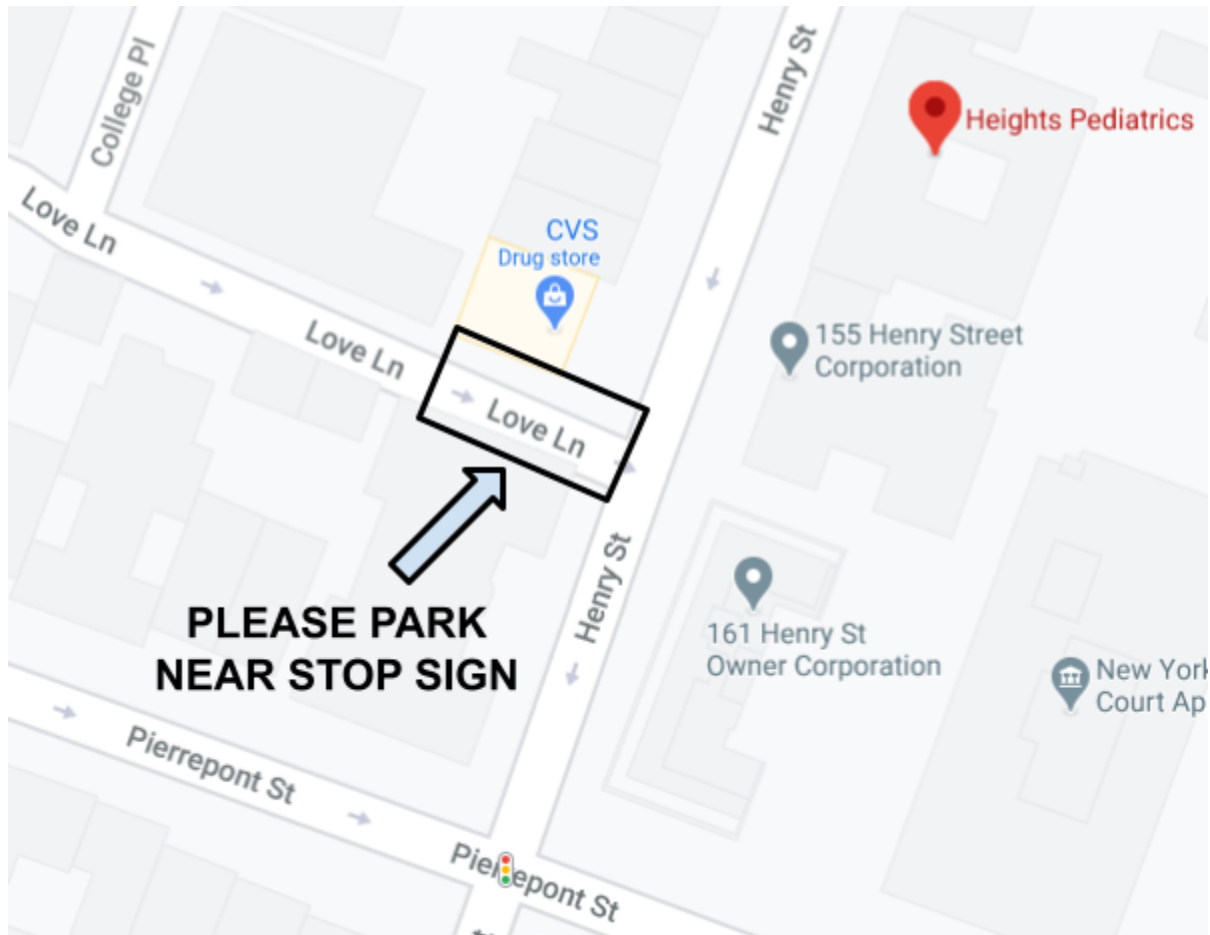 College Pl
Henry St
Heights Pediatrics
Love Ln
CVS
Drug store
Love Ln
155 Henry Street
Corporation
Love Ln
Henry St
PLEASE PARK
NEAR STOP SIGN
161 Henry St
Owner Corporation
New York
Court Ap
Pierrepont St
Pierrepont St